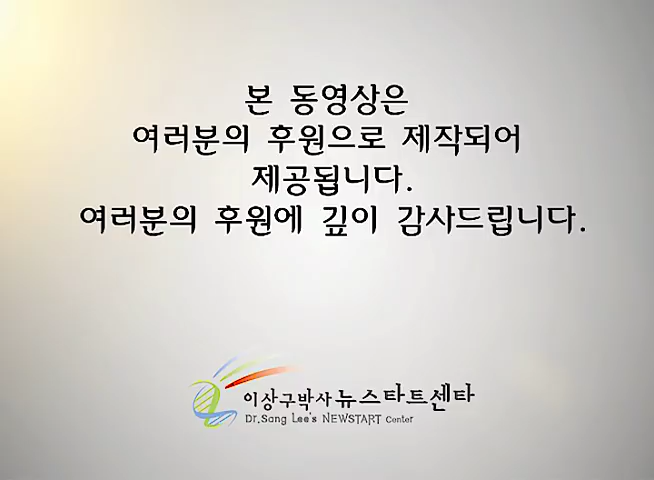 본 동영상은
여러분의 후원으로 제작되어
제공됩니다.
여러분의 후원에 깊이 감사드립니다.
이상구박사 뉴스타트센타
Dr.Sang Lee's NEWSTART Center